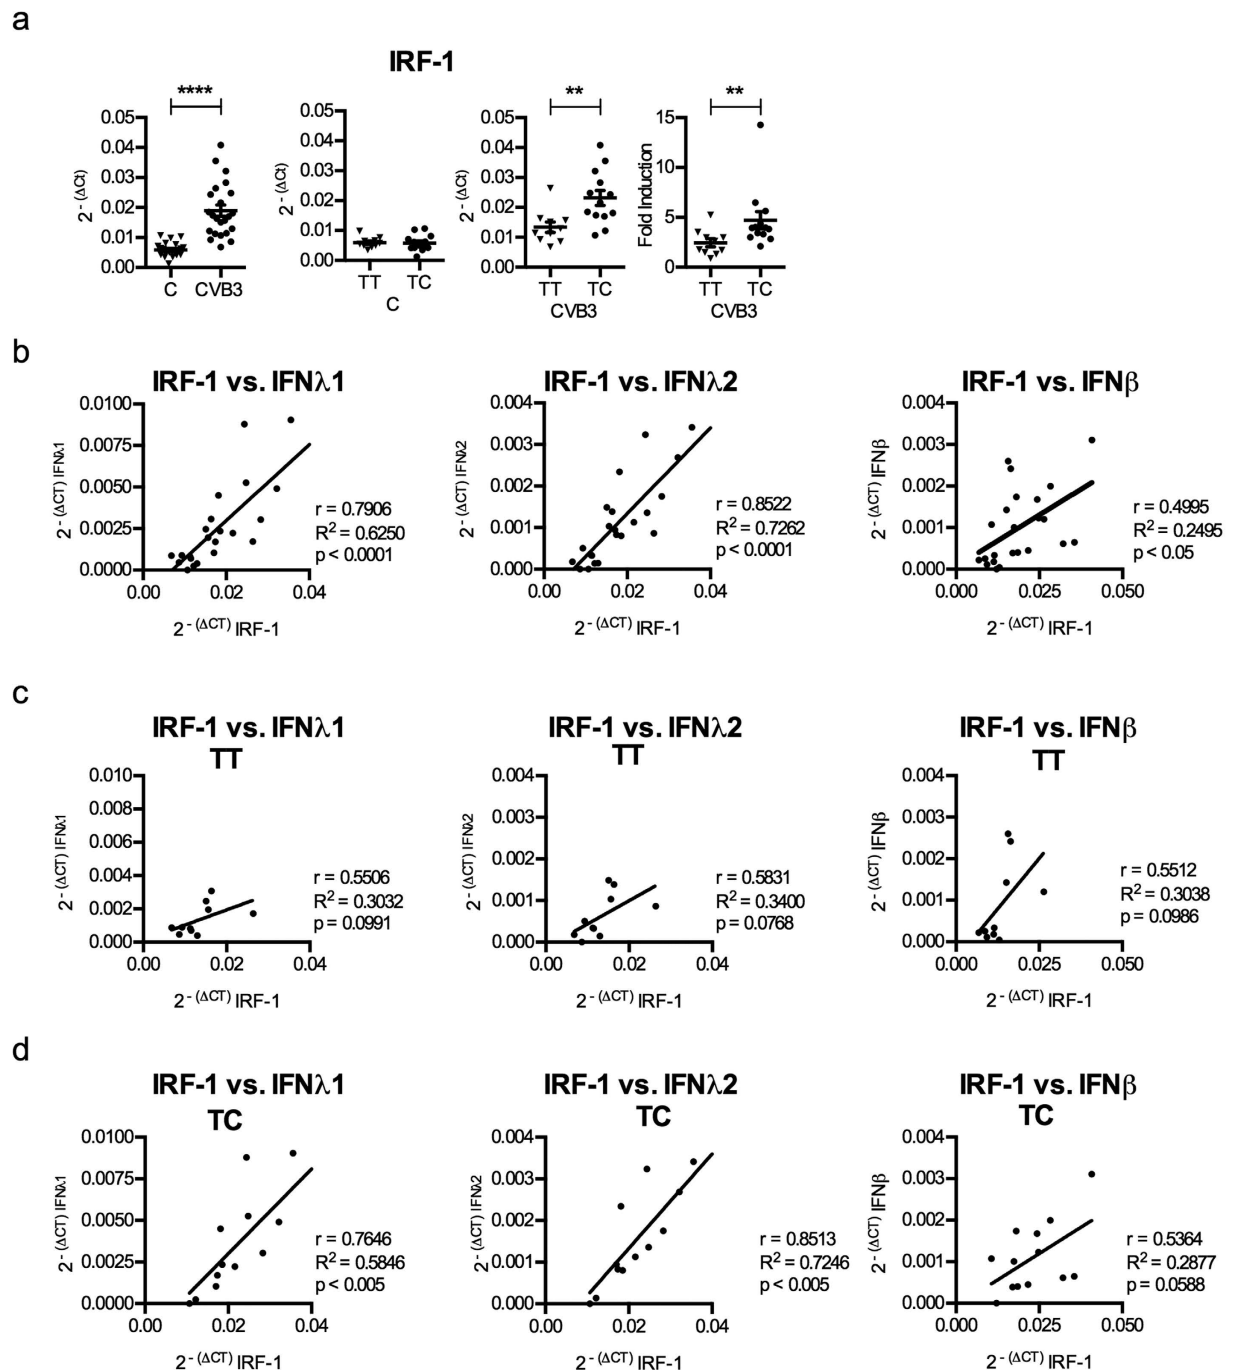 a
IRF-1
**** ** **
0.05 0.05 0.05 15
0.04 0.04 0.04
0.03 0.03 0.03 10
0.02 0.02 0.02
0.01 0.01 0.01 5
0.00 0.00 0.00 0
2^-(ΔCt) 2^-(ΔCt) 2^-(ΔCt) Fold Induction
C CVB3 TT TC TT TC TT TC
C CVB3 CVB3
b
IRF-1 vs. IFNλ1 IRF-1 vs. IFNλ2 IRF-1 vs. IFNβ
0.0100 0.004 0.004
0.0075 0.003 0.003
0.0050 0.002 0.002
0.0025 0.001 0.001
0.0000 0.000 0.000
2^-(ΔCT) IFNλ1 2^-(ΔCT) IFNλ2 2^-(ΔCT) IFNβ
r = 0.7906 r = 0.8522 r = 0.4995
R² = 0.6250 R² = 0.7262 R² = 0.2495
p < 0.0001 p < 0.0001 p < 0.05
0.00 0.02 0.04 0.00 0.02 0.04 0.000 0.025 0.050
2^-(ΔCT) IRF-1 2^-(ΔCT) IRF-1 2^-(ΔCT) IRF-1
c
IRF-1 vs. IFNλ1 IRF-1 vs. IFNλ2 IRF-1 vs. IFNβ
TT TT TT
0.010 0.004 0.004
0.008 0.003 0.003
0.006 0.002 0.002
0.004 0.001 0.001
0.002 0.000 0.000
0.000
2^-(ΔCT) IFNλ1 2^-(ΔCT) IFNλ2 2^-(ΔCT) IFNβ
r = 0.5506 r = 0.5831 r = 0.5512
R² = 0.3032 R² = 0.3400 R² = 0.3038
p = 0.0991 p = 0.0768 p = 0.0986
0.00 0.02 0.04 0.00 0.02 0.04 0.000 0.025 0.050
2^-(ΔCT) IRF-1 2^-(ΔCT) IRF-1 2^-(ΔCT) IRF-1
d
IRF-1 vs. IFNλ1 IRF-1 vs. IFNλ2 IRF-1 vs. IFNβ
TC TC TC
0.0100 0.004 0.004
0.0075 0.003 0.003
0.0050 0.002 0.002
0.0025 0.001 0.001
0.0000 0.000 0.000
2^-(ΔCT) IFNλ1 2^-(ΔCT) IFNλ2 2^-(ΔCT) IFNβ
r = 0.7646 r = 0.8513 r = 0.5364
R² = 0.5846 R² = 0.7246 R² = 0.2877
p < 0.005 p < 0.005 p = 0.0588
0.00 0.02 0.04 0.00 0.02 0.04 0.000 0.025 0.050
2^-(ΔCT) IRF-1 2^-(ΔCT) IRF-1 2^-(ΔCT) IRF-1